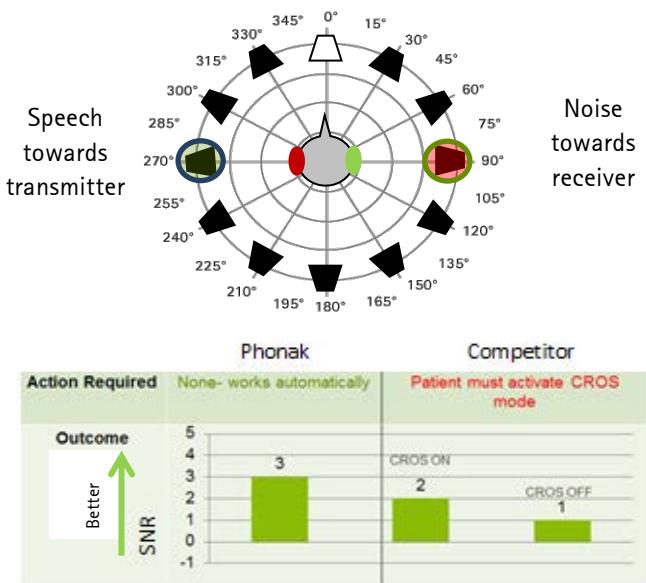 0°
345° 15°
330° 30°
315° 45°
300° 60°
285° 75°
270° 90°
255° 105°
240° 120°
225° 135°
210° 150°
195° 180° 165°
Speech
towards
transmitter
Noise
towards
receiver
Phonak Competitor
Action Required None- works automatically Patient must activate CROS
mode
Outcome
Better
SNR
5
4
3
2
1
0
-1
3
CROS ON
2
CROS OFF
1